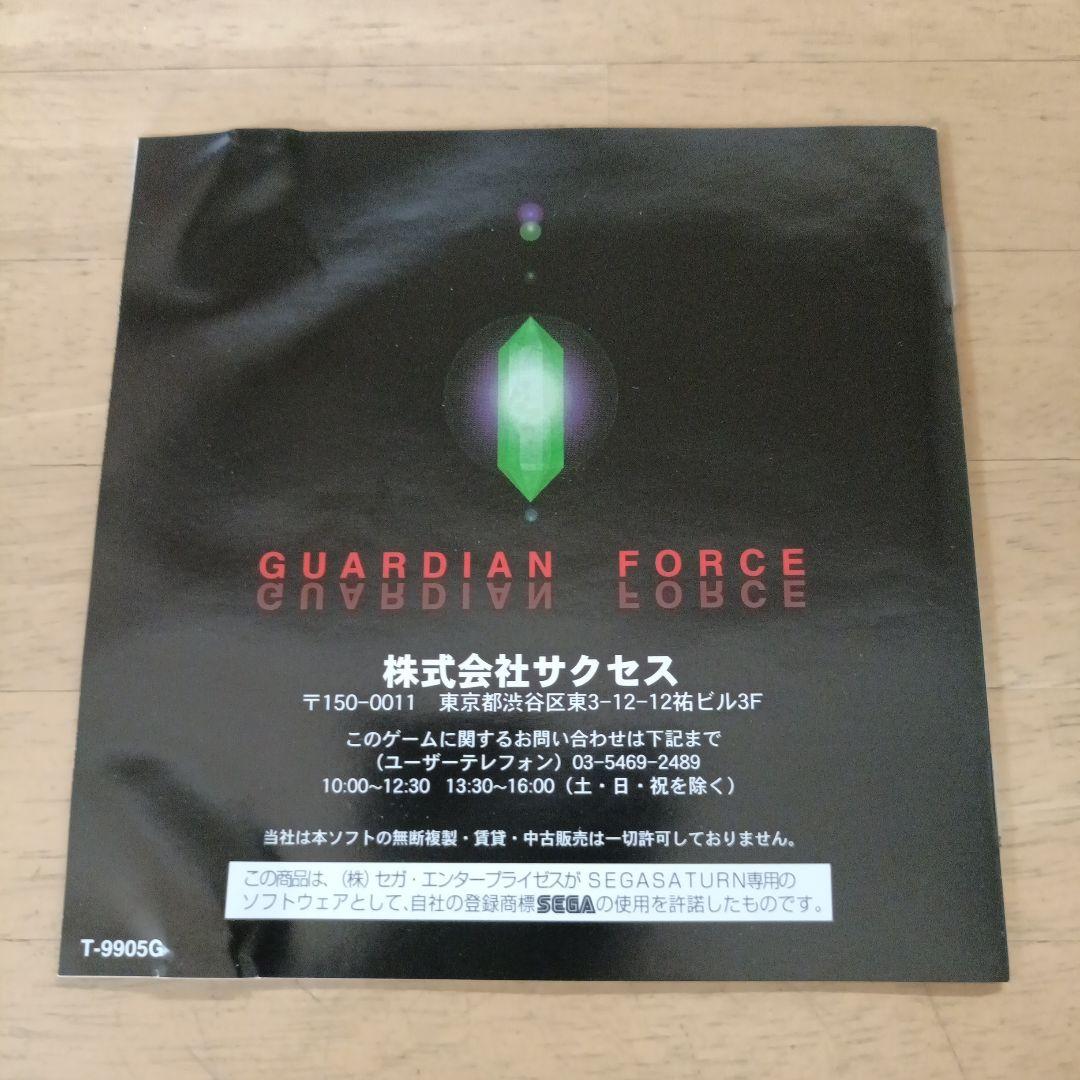 GUARDIAN FORCE
株式会社サクセス
〒150-0011 東京都渋谷区東3-12-12祐ビル3F
このゲームに関するお問い合わせは下記まで
（ユーザーテレフォン）03-5469-2489
10:00~12:30 13:30~16:00（土・日・祝を除く）
当社は本ソフトの無断複製・賃貸・中古販売は一切許可しておりません。
この商品は、（株）セガ・エンタープライゼスがSEGASATURN専用の
ソフトウェアとして、自社の登録商標SEGAの使用を許諾したものです。
T-9905G